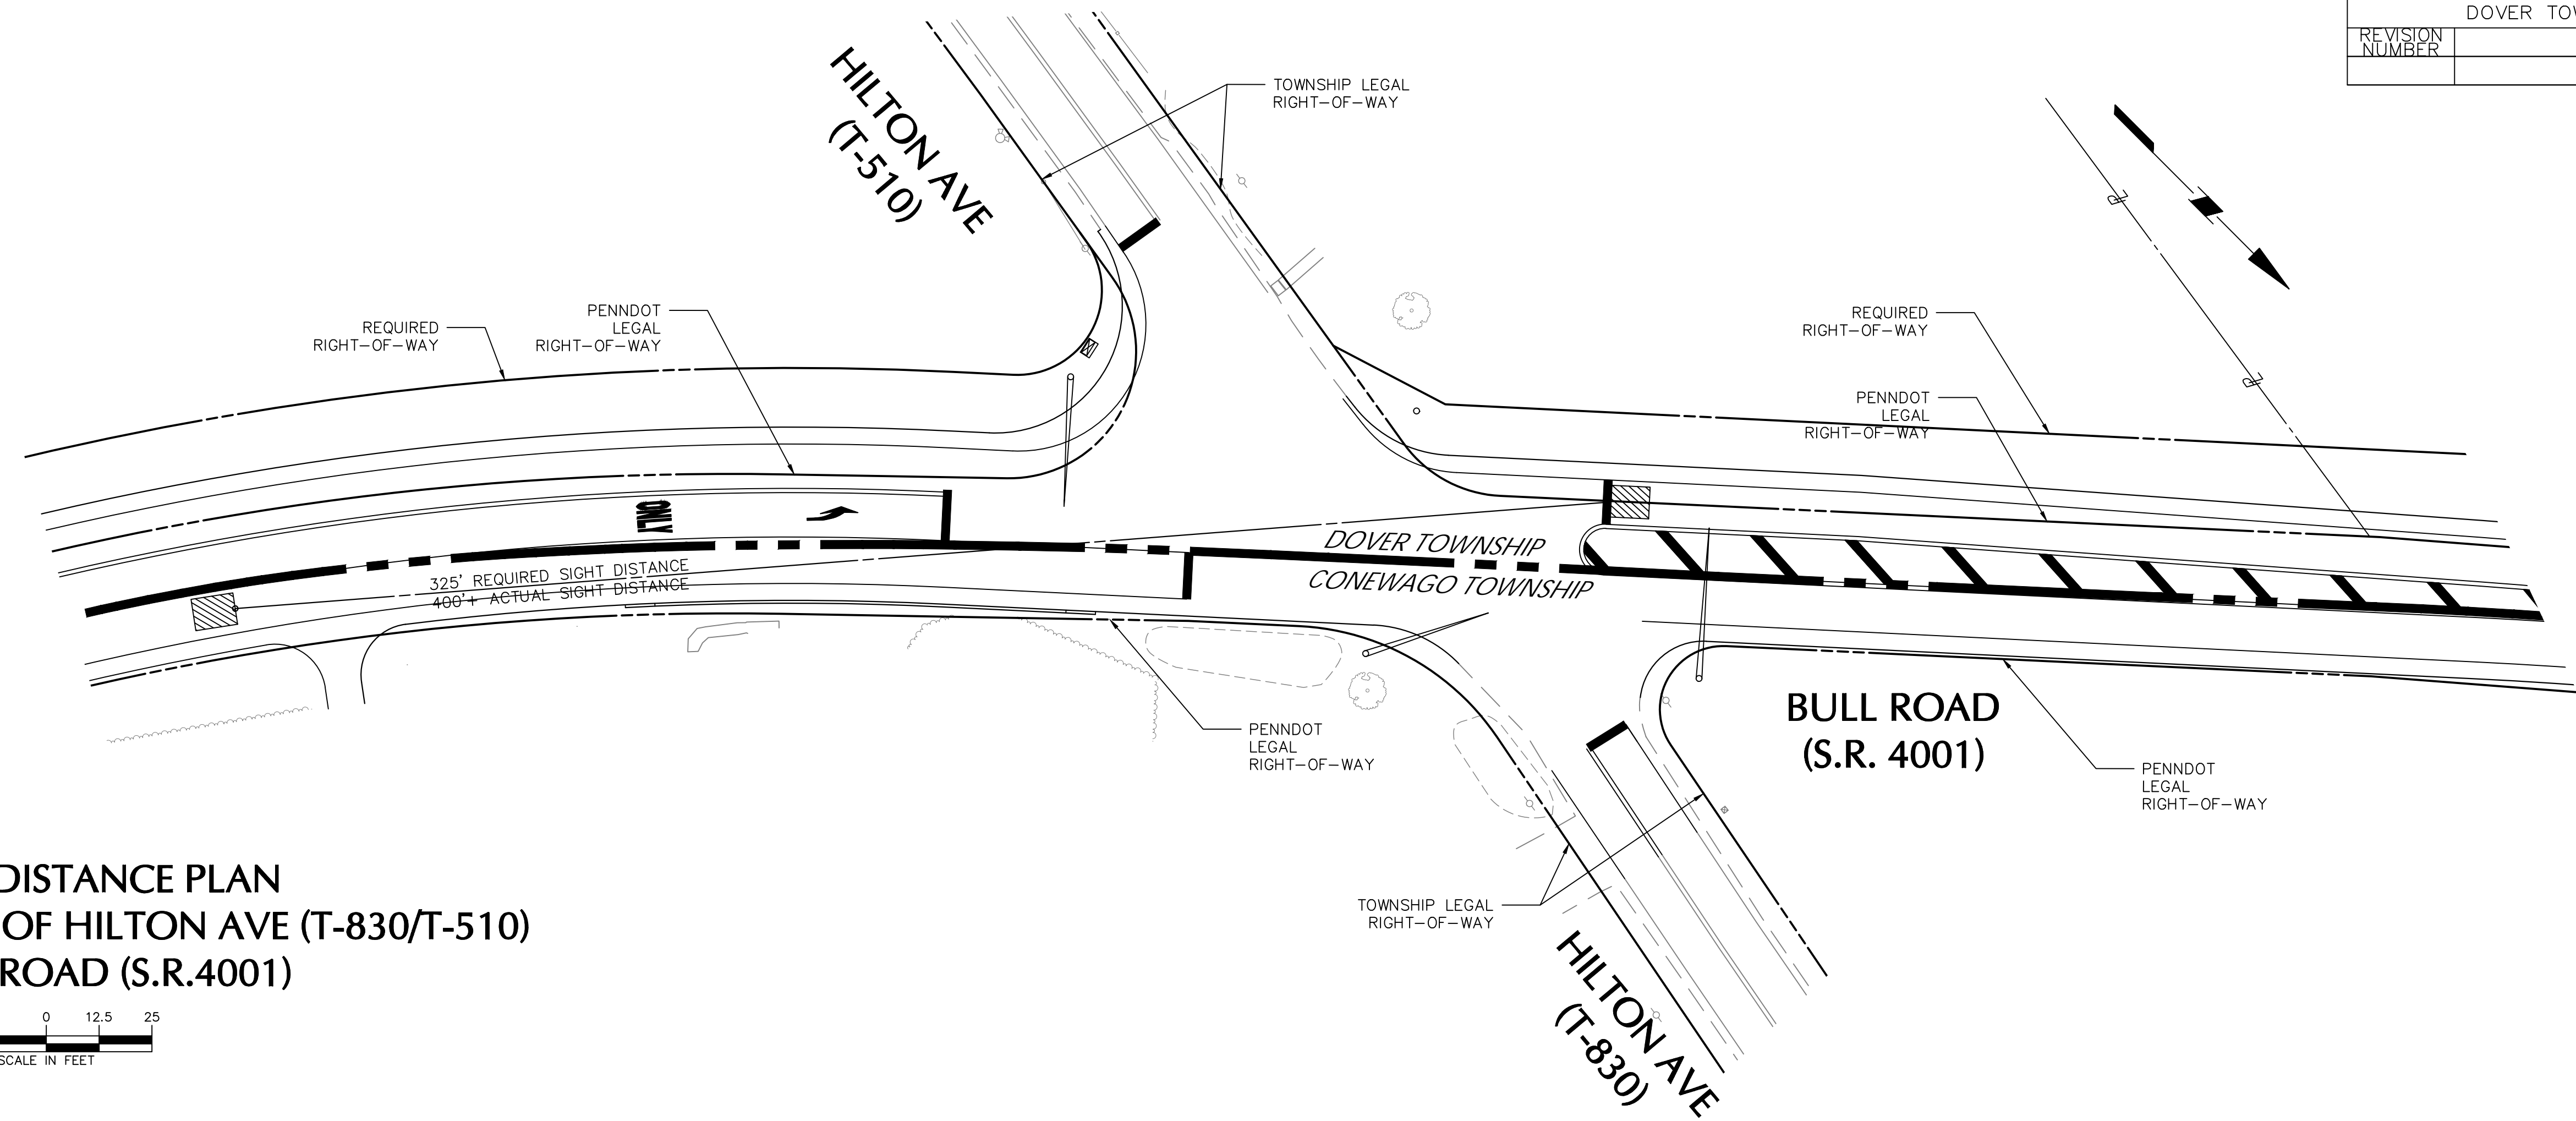 DOVER TOW
REVISION
NUMBER
HILTON AVE
(T-510)
TOWNSHIP LEGAL
RIGHT-OF-WAY
REQUIRED
RIGHT-OF-WAY
PENNDOT
LEGAL
RIGHT-OF-WAY
REQUIRED
RIGHT-OF-WAY
PENNDOT
LEGAL
RIGHT-OF-WAY
PL
PL
ONLY
325' REQUIRED SIGHT DISTANCE
400'+ ACTUAL SIGHT DISTANCE
DOVER TOWNSHIP
CONEWAGO TOWNSHIP
PENNDOT
LEGAL
RIGHT-OF-WAY
BULL ROAD
(S.R. 4001)
PENNDOT
LEGAL
RIGHT-OF-WAY
TOWNSHIP LEGAL
RIGHT-OF-WAY
HILTON AVE
(T-830)
DISTANCE PLAN
OF HILTON AVE (T-830/T-510)
ROAD (S.R.4001)
0 12.5 25
SCALE IN FEET